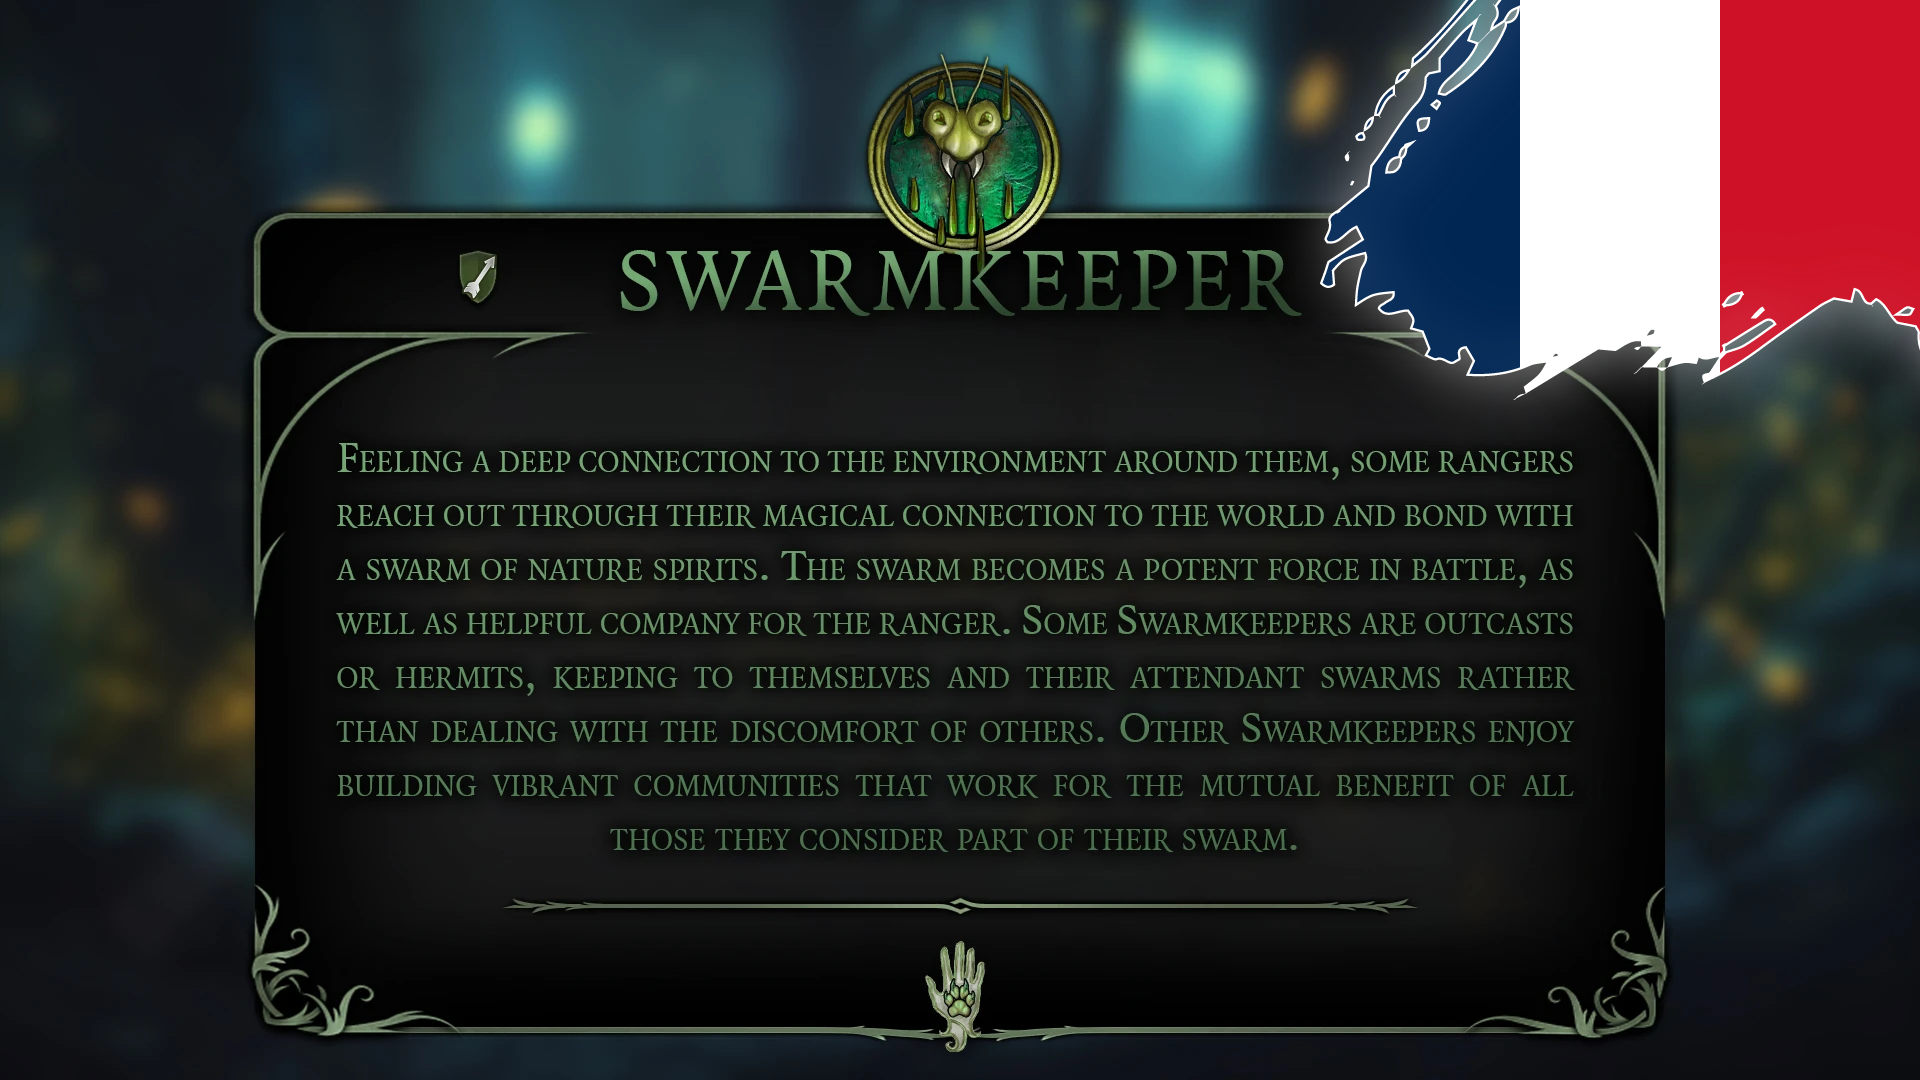 SWARMKEEPER
Feeling a deep connection to the environment around them, some rangers
reach out through their magical connection to the world and bond with
a swarm of nature spirits. The swarm becomes a potent force in battle, as
well as helpful company for the ranger. Some Swarmkeepers are outcasts
or hermits, keeping to themselves and their attendant swarms rather
than dealing with the discomfort of others. Other Swarmkeepers enjoy
building vibrant communities that work for the mutual benefit of all
those they consider part of their swarm.